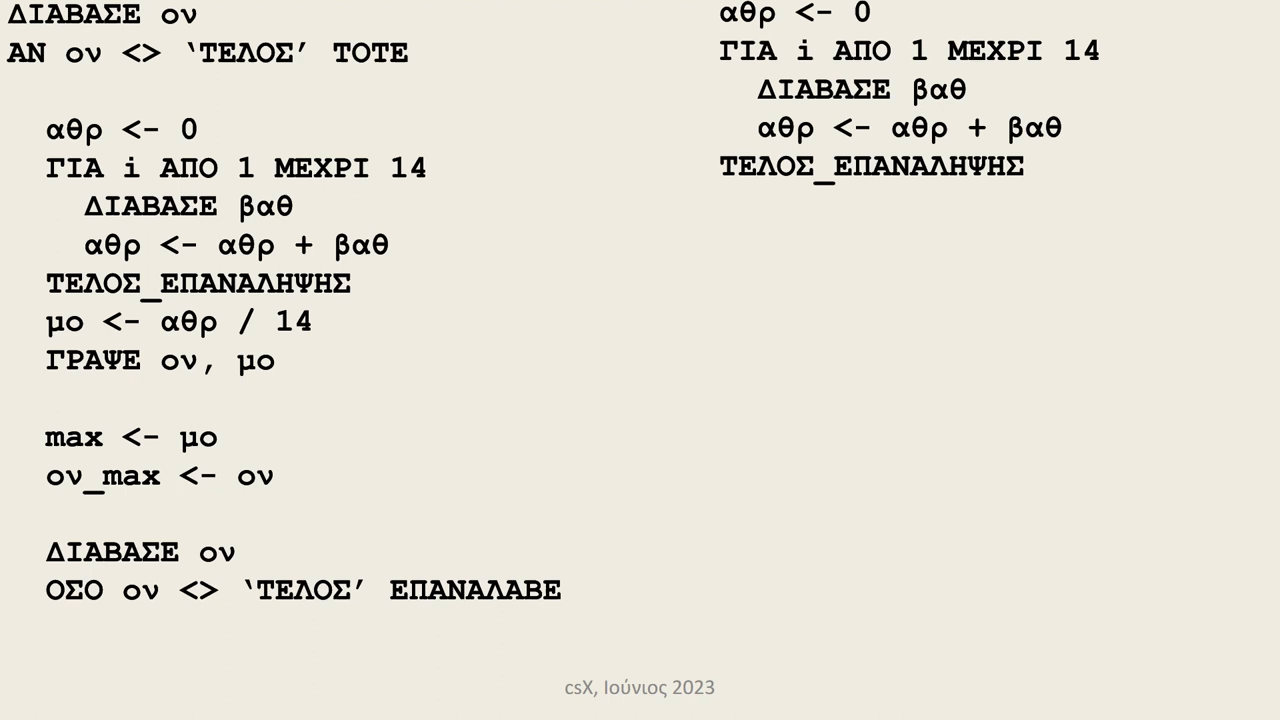 ΔΙΑΒΑΣΕ ον
ΑΝ ον <> ‘ΤΕΛΟΣ’ ΤΟΤΕ
αθρ <- 0
ΓΙΑ i ΑΠΟ 1 ΜΕΧΡΙ 14
ΔΙΑΒΑΣΕ βαθ
αθρ <- αθρ + βαθ
ΤΕΛΟΣ_ΕΠΑΝΑΛΗΨΗΣ
μο <- αθρ / 14
ΓΡΑΨΕ ον, μο
max <- μο
ον_max <- ον
ΔΙΑΒΑΣΕ ον
ΟΣΟ ον <> ‘ΤΕΛΟΣ’ ΕΠΑΝΑΛΑΒΕ
αθρ <- 0
ΓΙΑ i ΑΠΟ 1 ΜΕΧΡΙ 14
ΔΙΑΒΑΣΕ βαθ
αθρ <- αθρ + βαθ
ΤΕΛΟΣ_ΕΠΑΝΑΛΗΨΗΣ
csX, Ιούνιος 2023